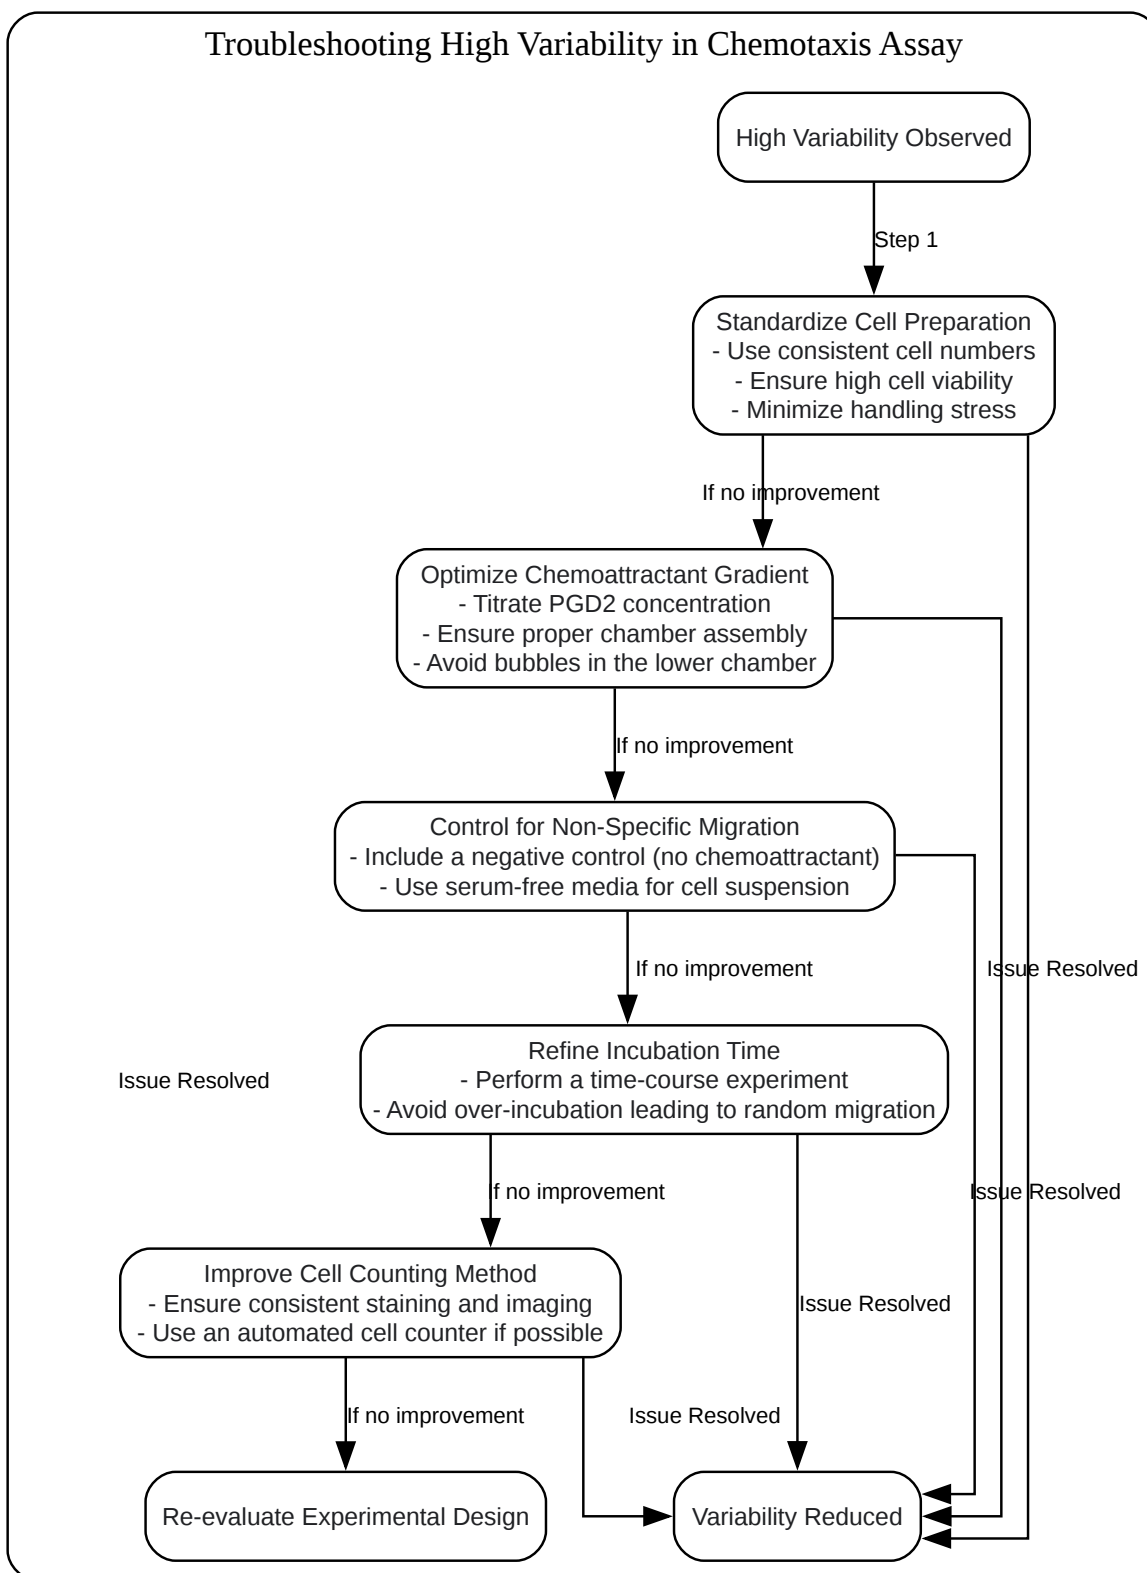 Troubleshooting High Variability in Chemotaxis Assay
High Variability Observed
Step 1
Standardize Cell Preparation
- Use consistent cell numbers
- Ensure high cell viability
- Minimize handling stress
If no improvement
Optimize Chemoattractant Gradient
- Titrate PGD2 concentration
- Ensure proper chamber assembly
- Avoid bubbles in the lower chamber
If no improvement
Control for Non-Specific Migration
- Include a negative control (no chemoattractant)
- Use serum-free media for cell suspension
If no improvement
Issue Resolved
Refine Incubation Time
- Perform a time-course experiment
- Avoid over-incubation leading to random migration
Issue Resolved
If no improvement
Issue Resolved
Improve Cell Counting Method
- Ensure consistent staining and imaging
- Use an automated cell counter if possible
Issue Resolved
If no improvement
Issue Resolved
Re-evaluate Experimental Design
Variability Reduced